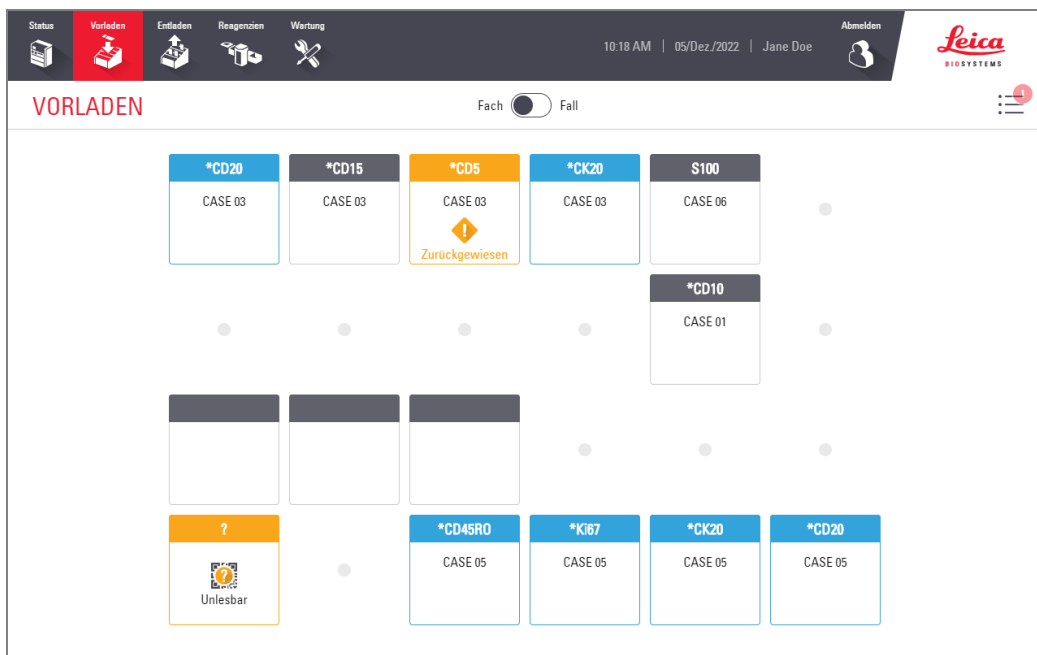 Status Vorladen Entladen Reagenzien Wartung Abmelden
10:18 AM | 05/Dez./2022 | Jane Doe
Leica
BIOSYSTEMS
VORLADEN Fach Fall 1
*CD20 *CD15 *CD5 *CK20 S100
CASE 03 CASE 03 CASE 03 CASE 03 CASE 06
!
Zurückgewiesen
*CD10
CASE 01
? *CD45RO *Ki67 *CK20 *CD20
CASE 05 CASE 05 CASE 05 CASE 05
?
Unlesbar